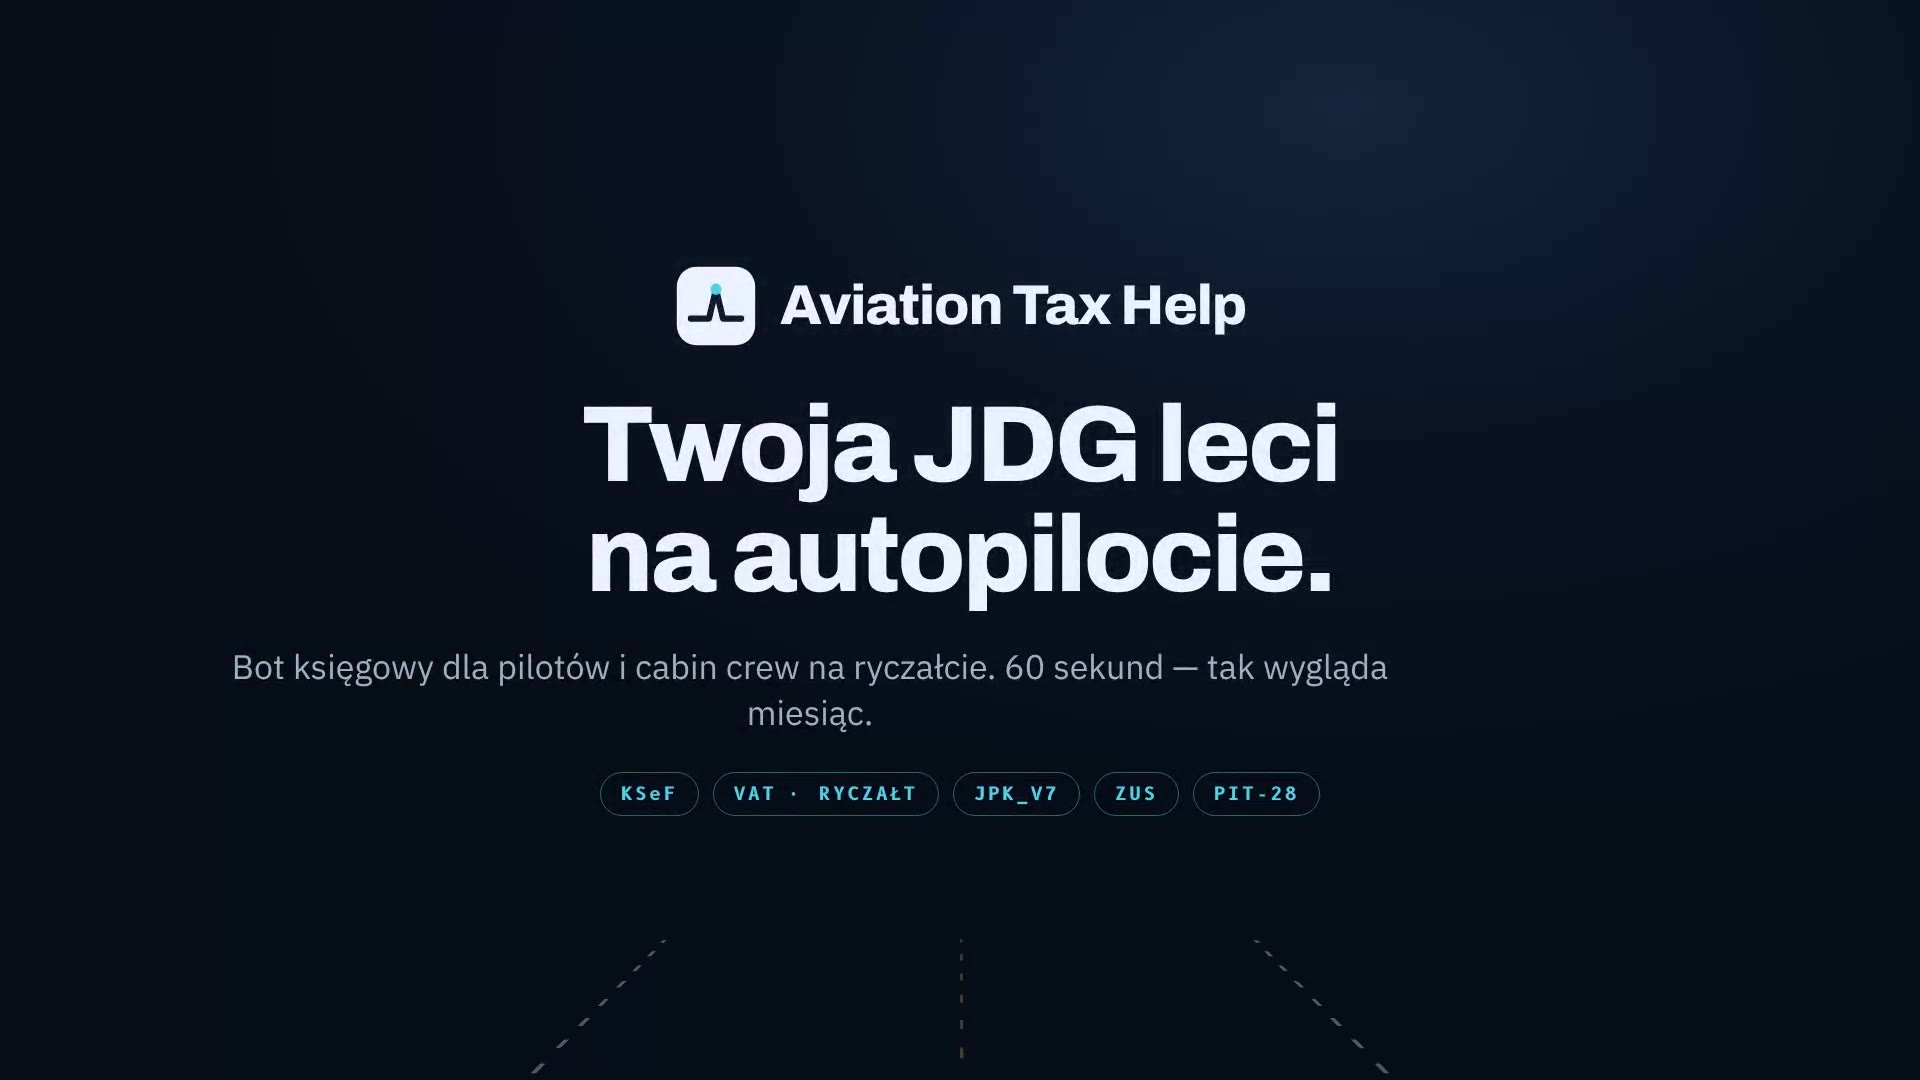 Aviation Tax Help
Twoja JDG leci
na autopilocie.
Bot księgowy dla pilotów i cabin crew na ryczałcie. 60 sekund — tak wygląda
miesiąc.
KSeF VAT · RYCZAŁT JPK_V7 ZUS PIT-28